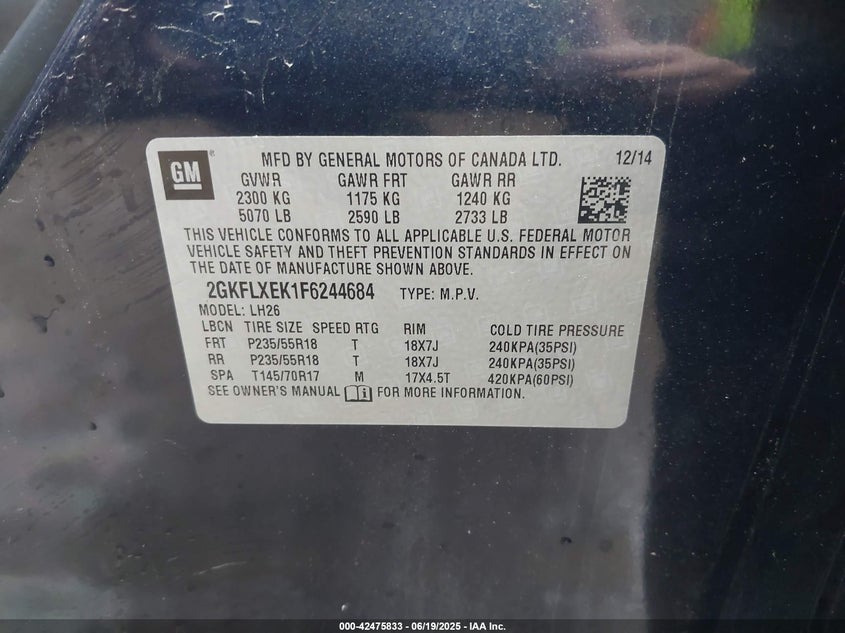 GM ® MFD BY GENERAL MOTORS OF CANADA LTD. 12/14
GVWR GAWR FRT GAWR RR
2300 KG 1175 KG 1240 KG
5070 LB 2590 LB 2733 LB
THIS VEHICLE CONFORMS TO ALL APPLICABLE U.S. FEDERAL MOTOR
VEHICLE SAFETY AND THEFT PREVENTION STANDARDS IN EFFECT ON
THE DATE OF MANUFACTURE SHOWN ABOVE.
2GKFLXEK1F6244684 TYPE: M.P.V.
MODEL: LH26
LBCN TIRE SIZE SPEED RTG RIM COLD TIRE PRESSURE
FRT P235/55R18 T 18X7J 240KPA(35PSI)
RR P235/55R18 T 18X7J 240KPA(35PSI)
SPA T145/70R17 M 17X4.5T 420KPA(60PSI)
SEE OWNER'S MANUAL i FOR MORE INFORMATION.
000-42475833 - 06/19/2025 - IAA Inc.